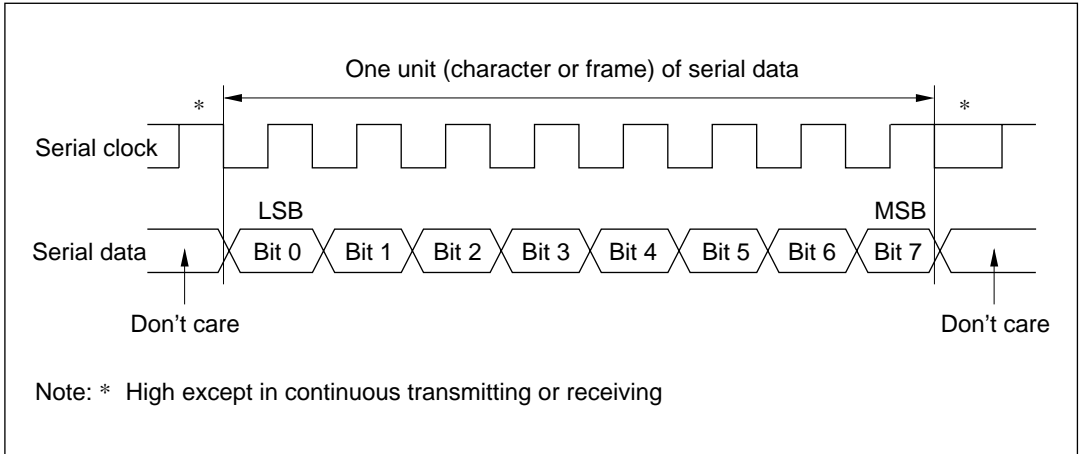 One unit (character or frame) of serial data
* *
Serial clock
LSB MSB
Serial data Bit 0 Bit 1 Bit 2 Bit 3 Bit 4 Bit 5 Bit 6 Bit 7
Don’t care Don’t care
Note: * High except in continuous transmitting or receiving